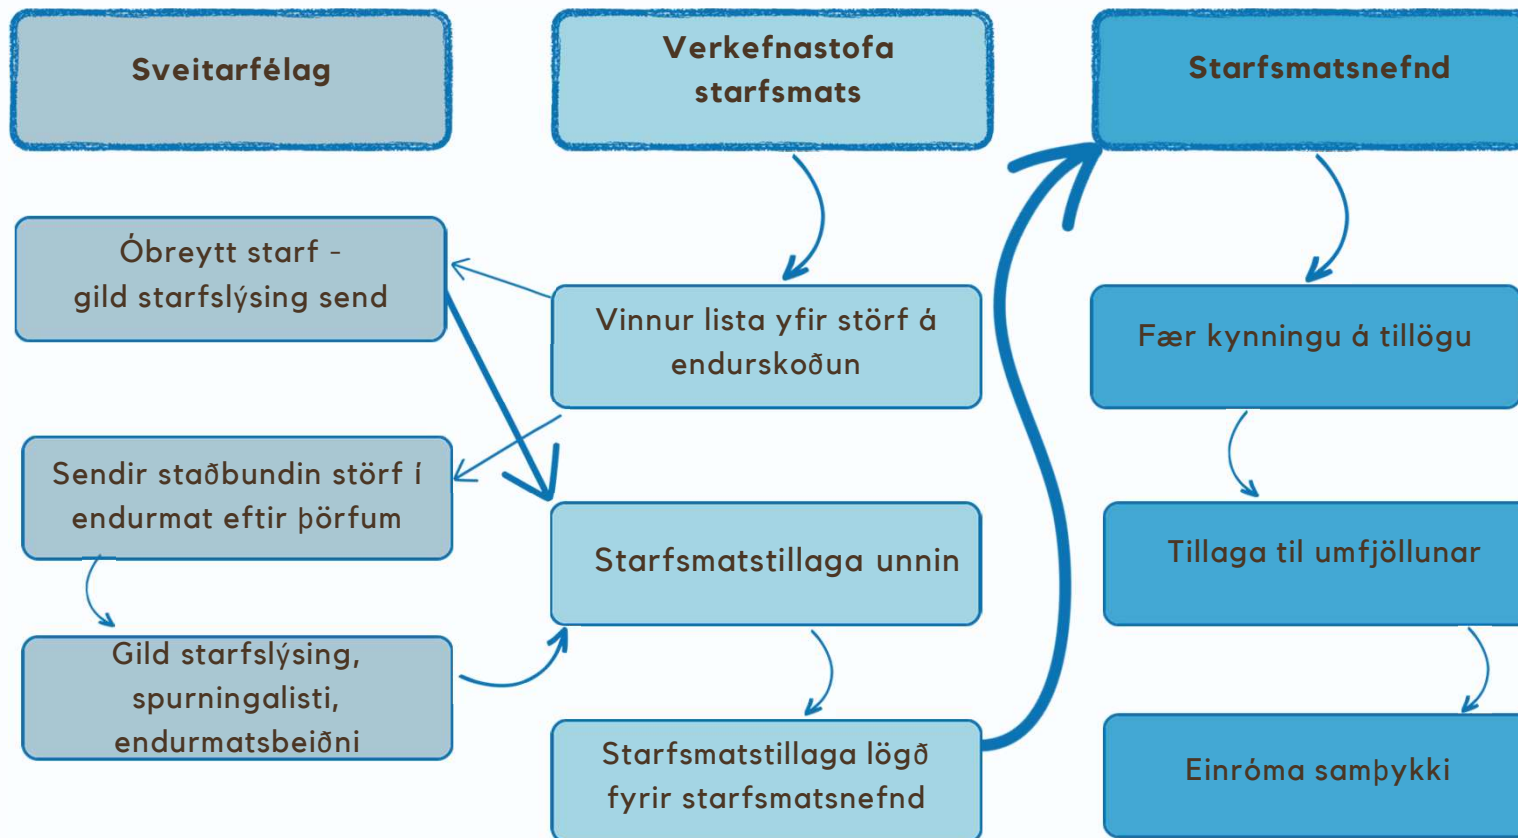 Sveitarfélag
Óbreytt starf -
gild starfslýsing send
Sendir staðbundin störf í
endurmat eftir þörfum
Gild starfslýsing,
spurningalisti,
endurmatsbeiðni
Verkefnastofa
starfsmats
Vinnur lista yfir störf á
endurskoðun
Starfsmatstillaga unnin
Starfsmatstillaga lögð
fyrir starfsmatsnefnd
Starfsmatsnefnd
Fær kynningu á tillögu
Tillaga til umfjöllunar
Einróma samþykki